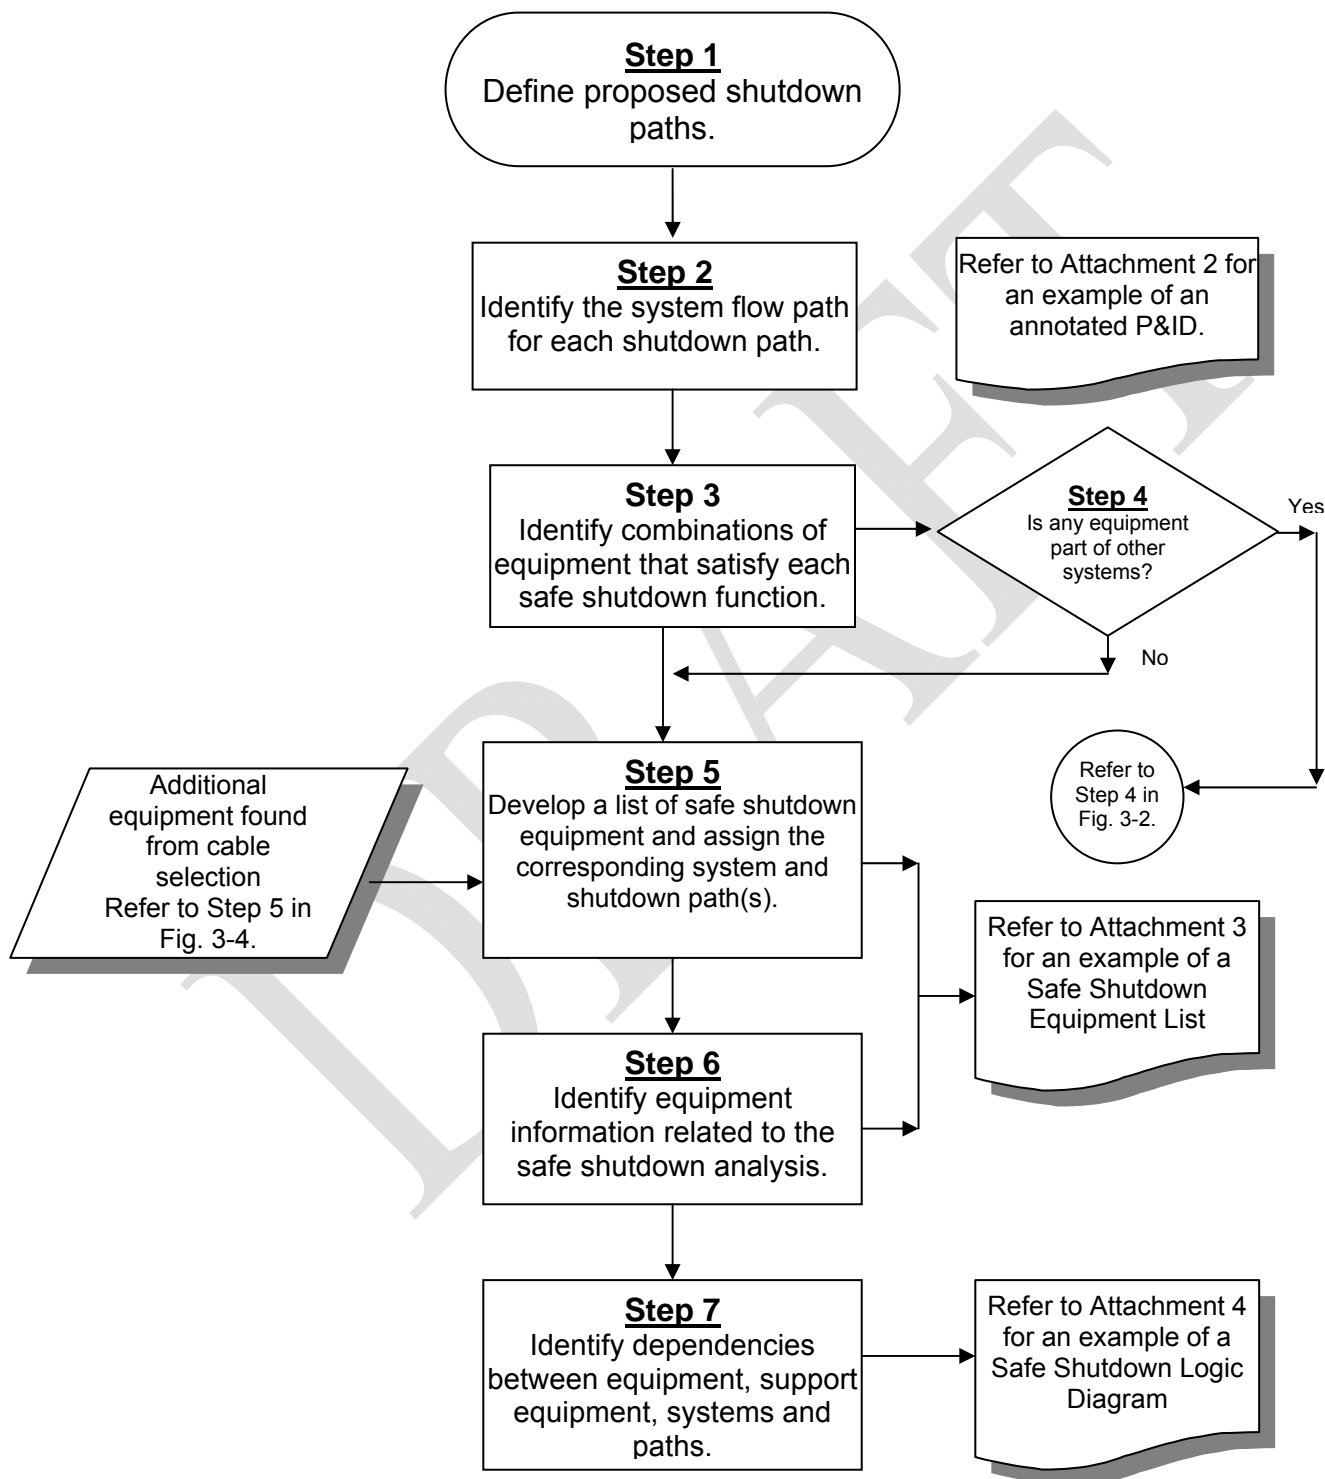 Step 1
Define proposed shutdown
paths.
Step 2
Identify the system flow path
for each shutdown path.
Refer to Attachment 2 for
an example of an
annotated P&ID.
Step 3
Identify combinations of
equipment that satisfy each
safe shutdown function.
Step 4
Is any equipment
part of other
systems?
Yes
No
Refer to
Step 4 in
Fig. 3-2.
Step 5
Develop a list of safe shutdown
equipment and assign the
corresponding system and
shutdown path(s).
Additional
equipment found
from cable
selection
Refer to Step 5 in
Fig. 3-4.
Refer to Attachment 3
for an example of a
Safe Shutdown
Equipment List
Step 6
Identify equipment
information related to the
safe shutdown analysis.
Step 7
Identify dependencies
between equipment, support
equipment, systems and
paths.
Refer to Attachment 4
for an example of a
Safe Shutdown Logic
Diagram
DRAFT